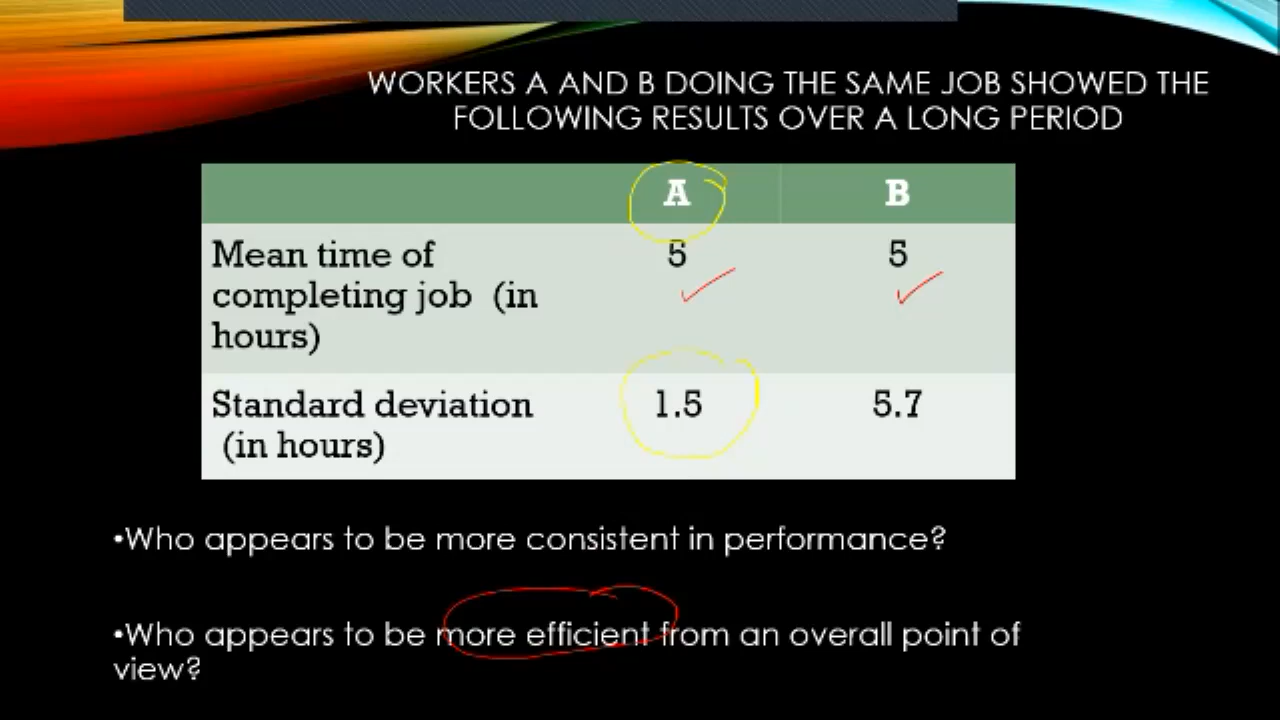 WORKERS A AND B DOING THE SAME JOB SHOWED THE
FOLLOWING RESULTS OVER A LONG PERIOD
A B
Mean time of completing job (in hours) 5 5
Standard deviation (in hours) 1.5 5.7
•Who appears to be more consistent in performance?
•Who appears to be more efficient from an overall point of
view?